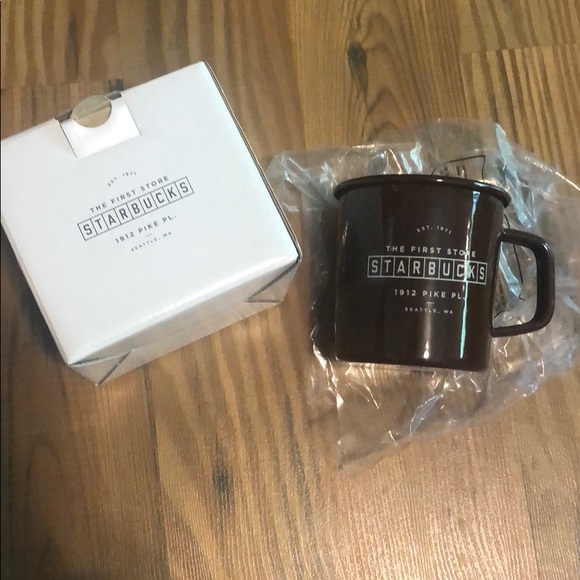 EST. 1971
THE FIRST STORE
STARBUCKS
1912 PIKE PL.
SEATTLE, WA
EST. 1971
THE FIRST STORE
STARBUCKS
1912 PIKE PL.
SEATTLE, WA